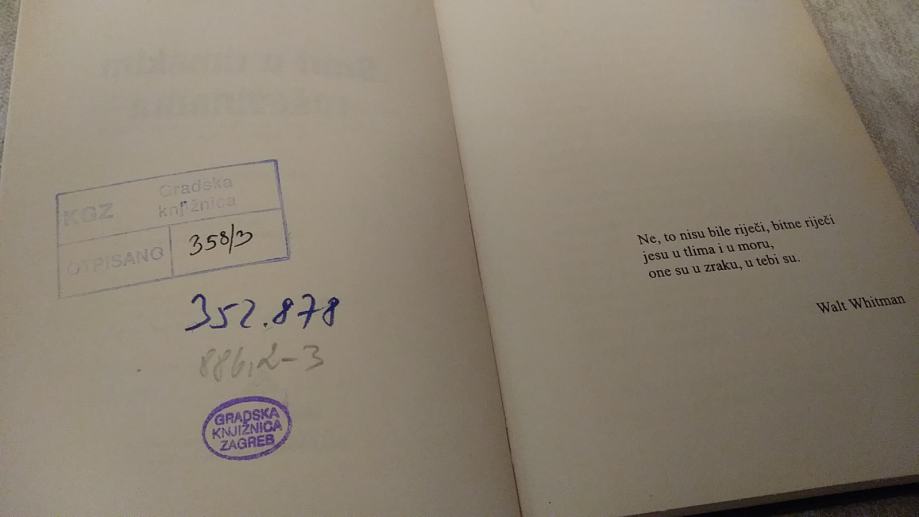 KGZ
Gradska
knjižnica
OTPISANO
358/3
352.878
886.2-3
GRADSKA
KNJIŽNICA
ZAGREB
Ne, to nisu bile riječi, bitne riječi
jesu u tlima i u moru,
one su u zraku, u tebi su.
Walt Whitman